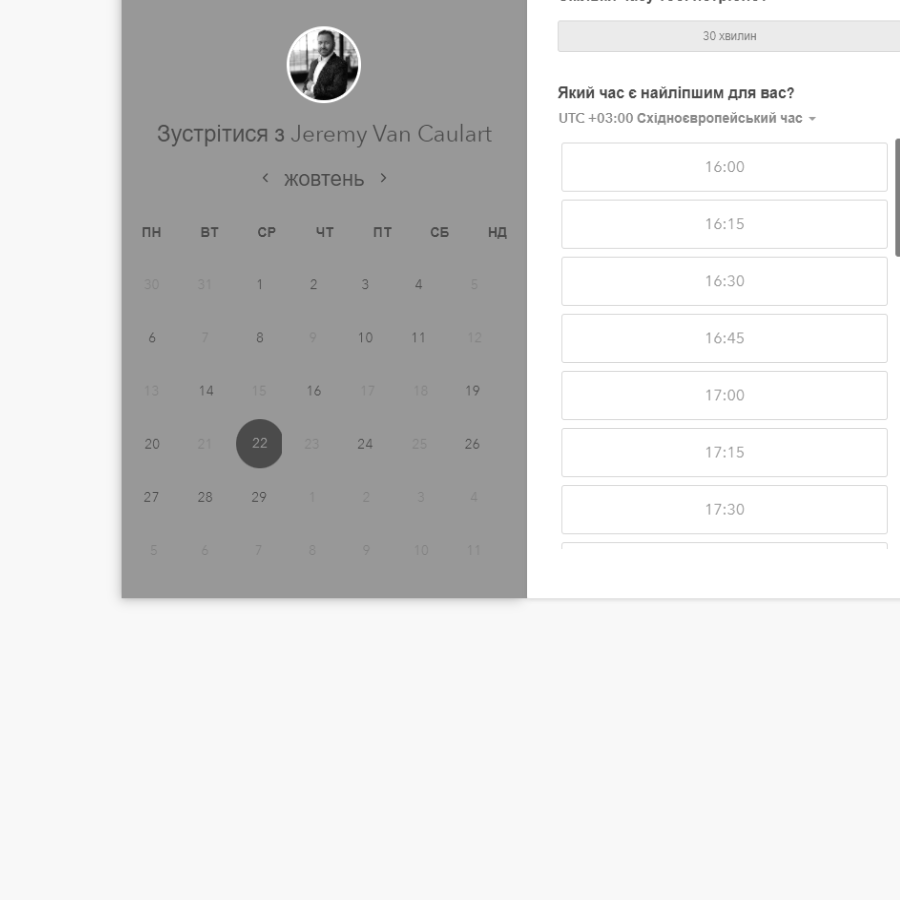 Зустрітися з Jeremy Van Caulart
жовтень
ПН ВТ СР ЧТ ПТ СБ НД
30 31 1 2 3 4 5
6 7 8 9 10 11 12
13 14 15 16 17 18 19
20 21 22 23 24 25 26
27 28 29 1 2 3 4
5 6 7 8 9 10 11
30 хвилин
Який час є найліпшим для вас?
UTC +03:00 Східноєвропейський час
16:00
16:15
16:30
16:45
17:00
17:15
17:30